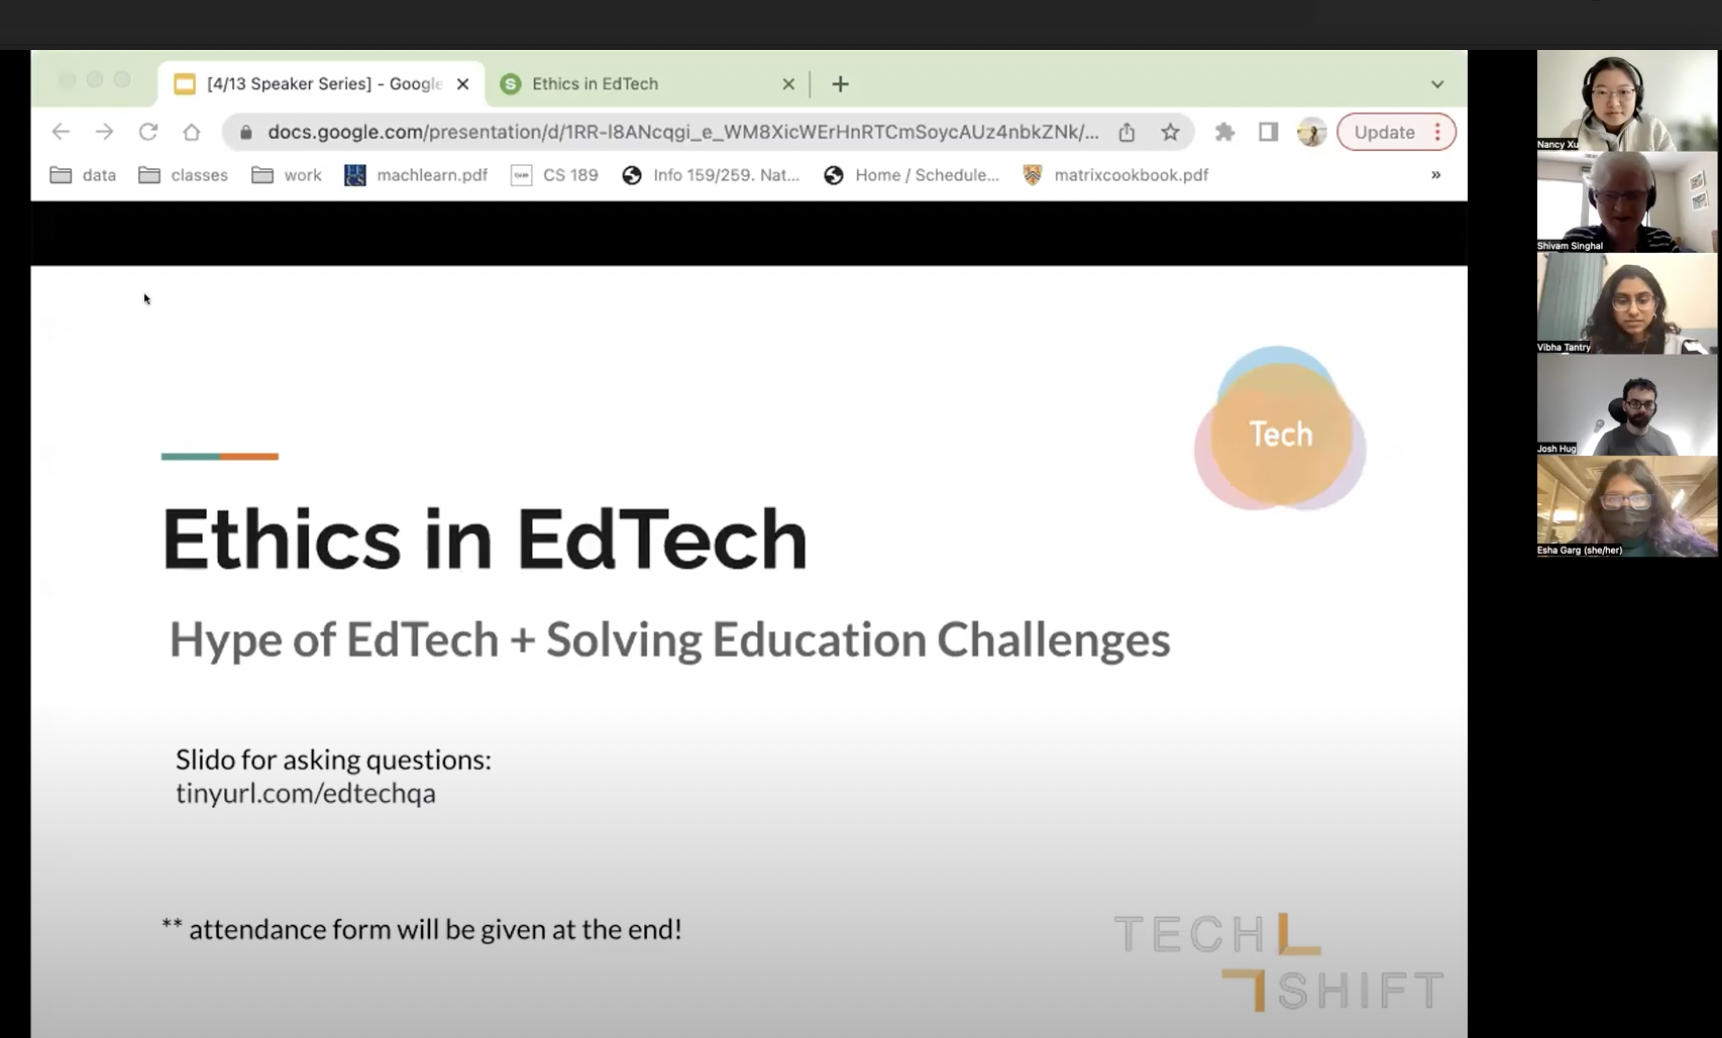 [4/13 Speaker Series] - Google
Ethics in EdTech
docs.google.com/presentation/d/1RR-I8ANcqgi_e_WM8XicWErHnRTCmSoycAUz4nbkZNk/...
Update
data
classes
work
machlearn.pdf
CS 189
Info 159/259. Nat...
Home / Schedule...
matrixcookbook.pdf
»
Tech
Ethics in EdTech
Hype of EdTech + Solving Education Challenges
Slido for asking questions:
tinyurl.com/edtechqa
** attendance form will be given at the end!
TECH
SHIFT
Nancy Xu
Shivam Singhal
Vibha Tantry
Josh Hug
Esha Garg (she/her)